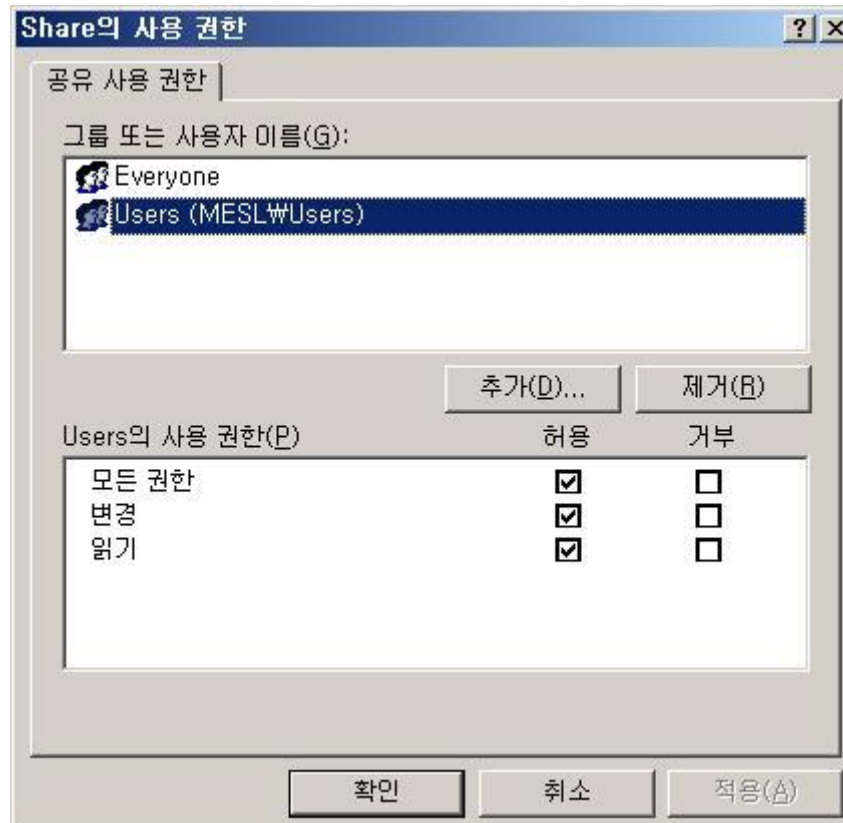 Share의 사용 권한
공유 사용 권한
그룹 또는 사용자 이름(G):
Everyone
Users (MESL₩Users)
추가(D)... 제거(R)
Users의 사용 권한(P) 허용 거부
모든 권한
변경
읽기
확인 취소 적용(A)